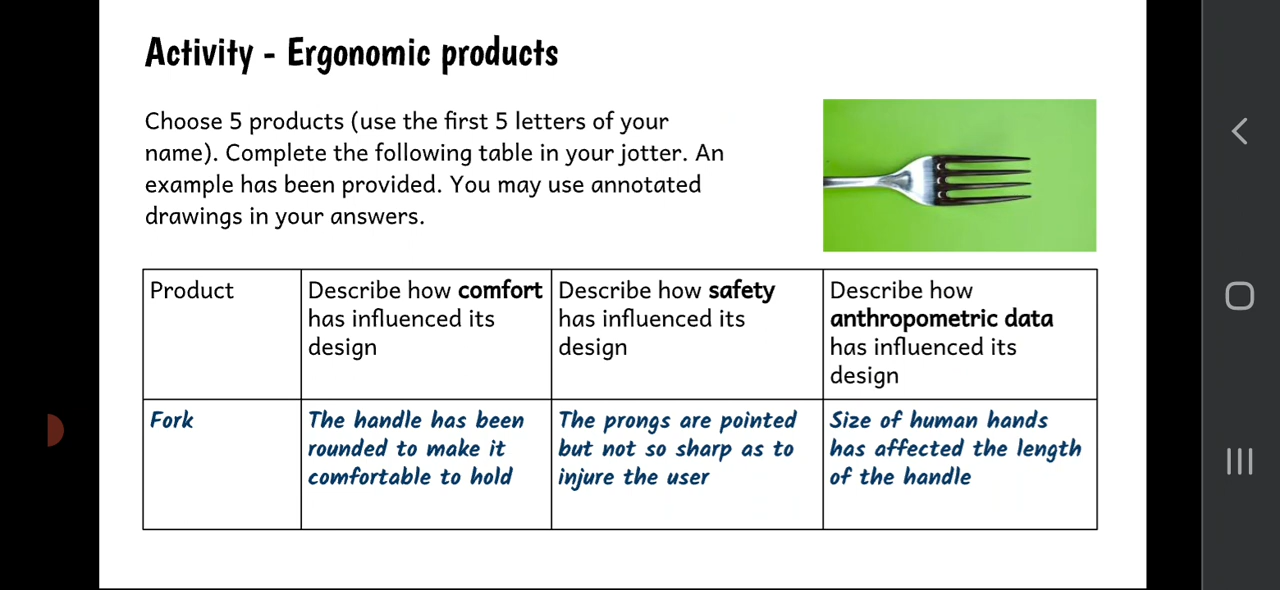 Activity - Ergonomic products
Choose 5 products (use the first 5 letters of your
name). Complete the following table in your jotter. An
example has been provided. You may use annotated
drawings in your answers.
Product
Describe how comfort
has influenced its
design
Describe how safety
has influenced its
design
Describe how
anthropometric data
has influenced its
design
Fork
The handle has been
rounded to make it
comfortable to hold
The prongs are pointed
but not so sharp as to
injure the user
Size of human hands
has affected the length
of the handle